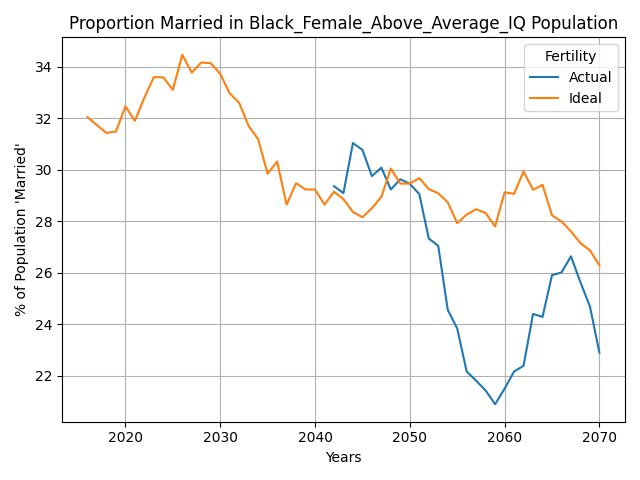 Proportion Married in Black_Female_Above_Average_IQ Population
Fertility
Actual
Ideal
% of Population 'Married'
34
32
30
28
26
24
22
2020 2030 2040 2050 2060 2070
Years